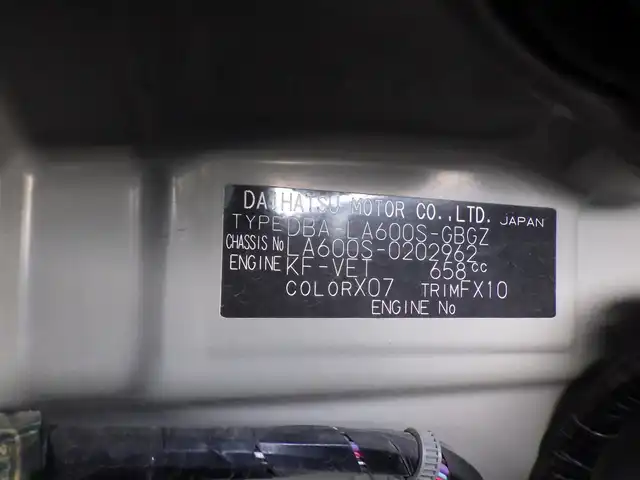 DAIHATSU MOTOR CO.,LTD. JAPAN
TYPE DBA-LA600S-GBGZ
CHASSIS No LA600S-0202962
ENGINE KF-VET 658cc
COLOR X07 TRIM FX10
ENGINE No